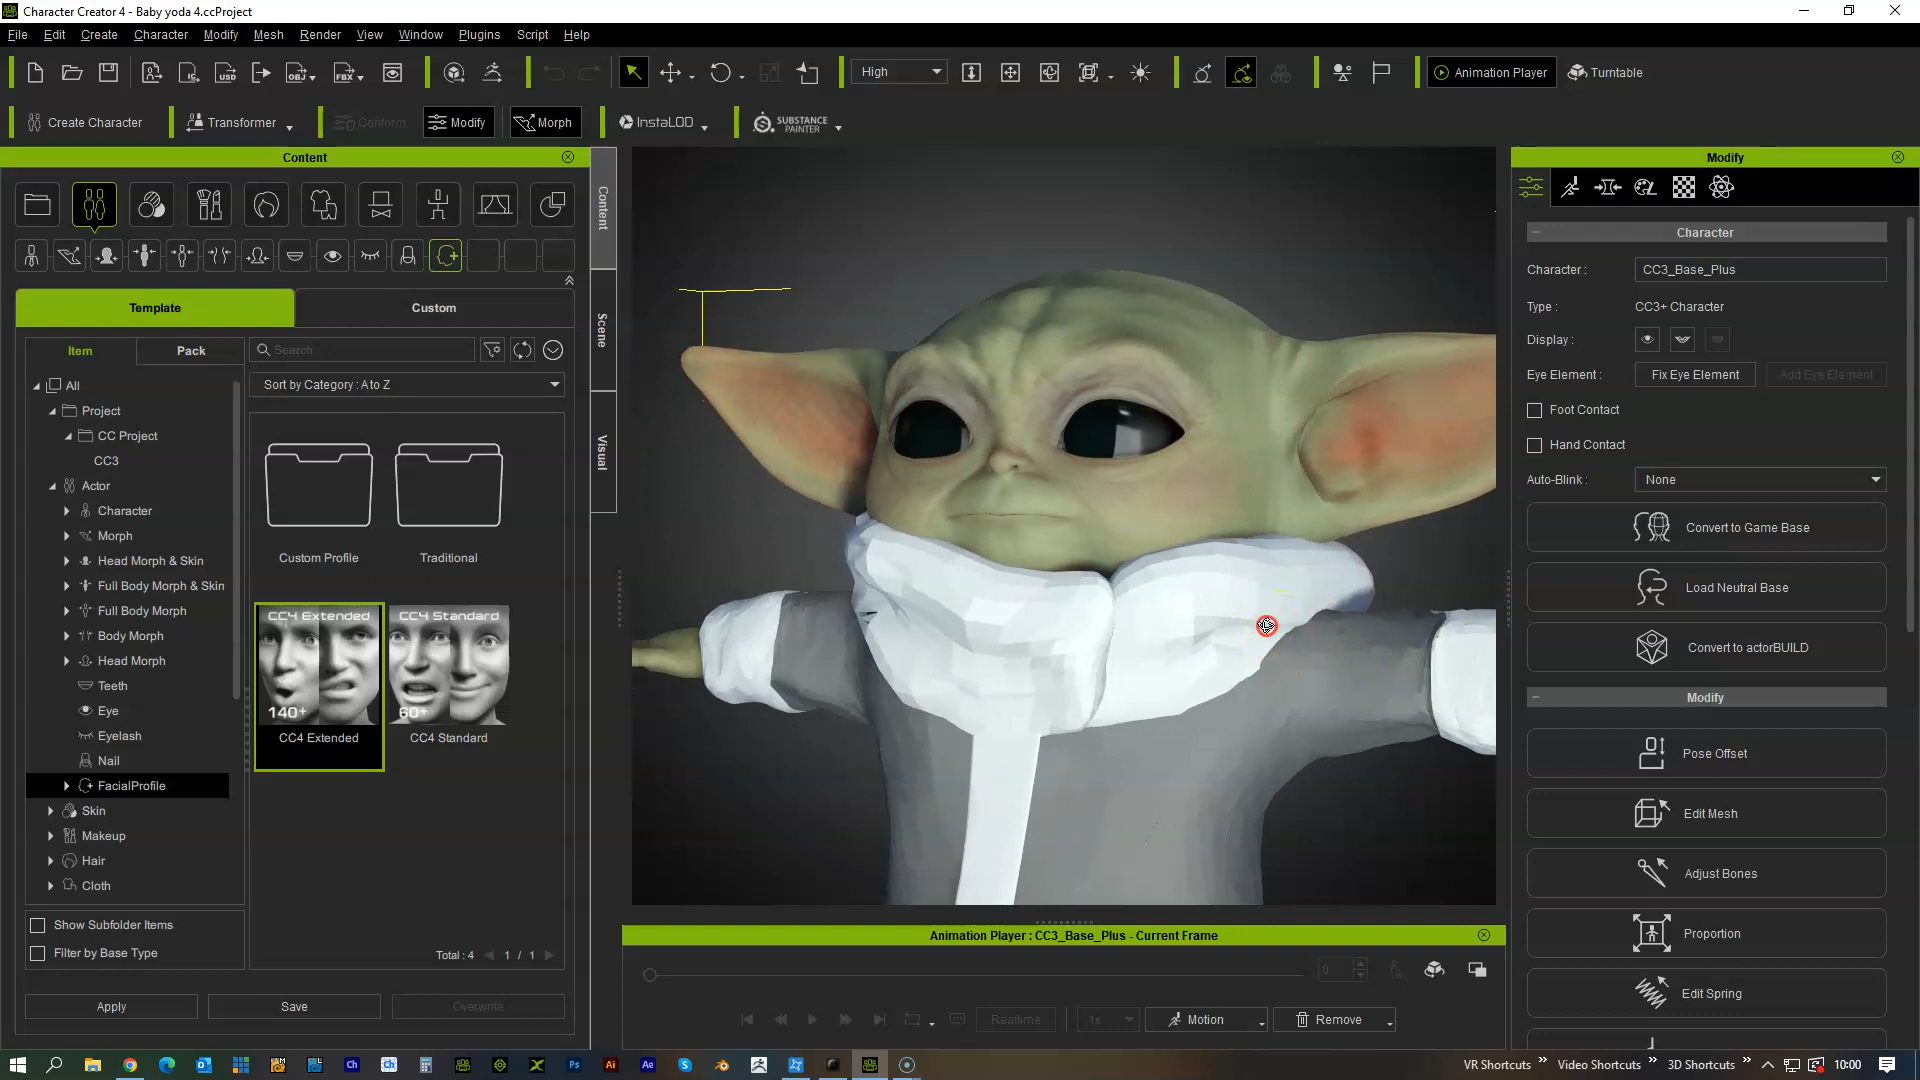 Character Creator 4 - Baby yoda 4.ccProject
File Edit Create Character Modify Mesh Render View Window Plugins Script Help
High
Animation Player
Turntable
Create Character
Transformer
Conform
Modify
Morph
InstaLOD
SUBSTANCE
PAINTER
Content
Modify
Content
Scene
Visual
Template
Custom
Item
Pack
Search
Sort by Category : A to Z
All
Project
CC Project
CC3
Actor
Character
Morph
Head Morph & Skin
Full Body Morph & Skin
Full Body Morph
Body Morph
Head Morph
Teeth
Eye
Eyelash
Nail
FacialProfile
Skin
Makeup
Hair
Cloth
Custom Profile
Traditional
CC4 Extended
140+
CC4 Extended
CC4 Standard
60+
CC4 Standard
Show Subfolder Items
Filter by Base Type
Total : 4
1 / 1
Apply
Save
Overwrite
Character
Character :
CC3_Base_Plus
Type :
CC3+ Character
Display :
Eye Element :
Fix Eye Element
Add Eye Element
Foot Contact
Hand Contact
Auto-Blink :
None
Convert to Game Base
Load Neutral Base
Convert to actorBUILD
Modify
Pose Offset
Edit Mesh
Adjust Bones
Proportion
Edit Spring
Animation Player : CC3_Base_Plus - Current Frame
0
Realtime
1x
Motion
Remove
VR Shortcuts
Video Shortcuts
3D Shortcuts
10:00